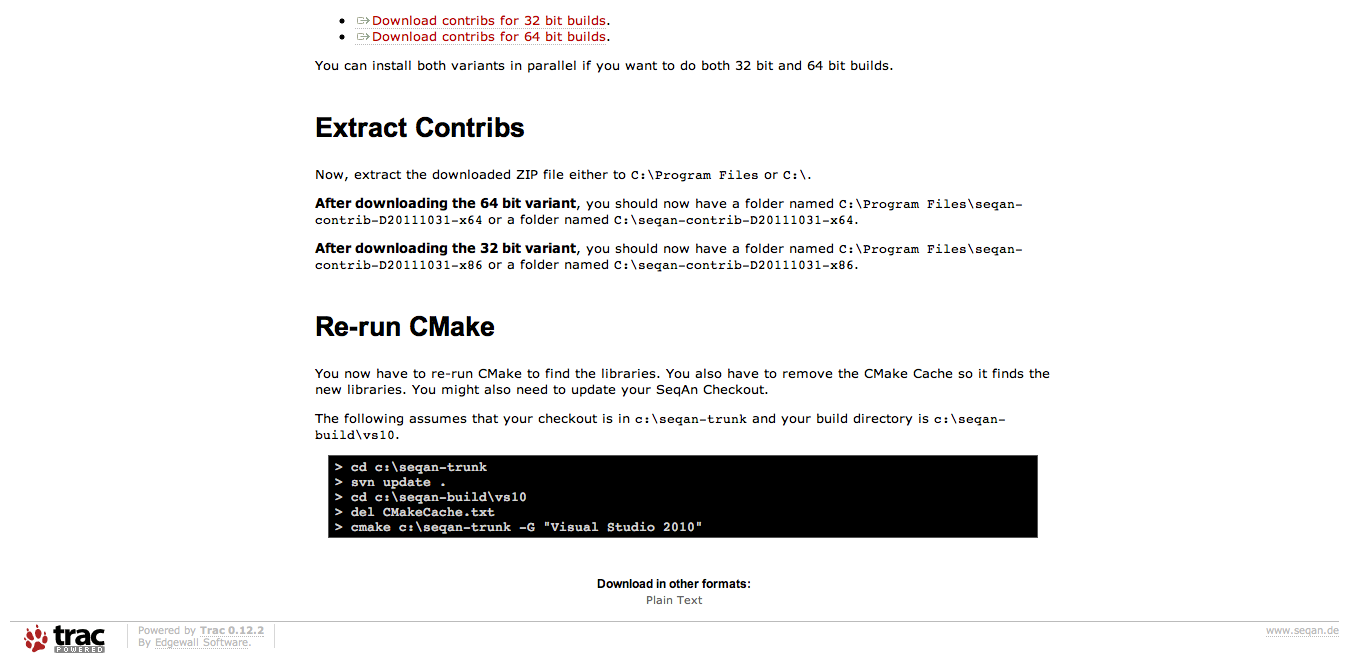 Download contribs for 32 bit builds.
Download contribs for 64 bit builds.
You can install both variants in parallel if you want to do both 32 bit and 64 bit builds.
Extract Contribs
Now, extract the downloaded ZIP file either to C:\Program Files or C:\.
After downloading the 64 bit variant, you should now have a folder named C:\Program Files\seqan-
contrib-D20111031-x64 or a folder named C:\seqan-contrib-D20111031-x64.
After downloading the 32 bit variant, you should now have a folder named C:\Program Files\seqan-
contrib-D20111031-x86 or a folder named C:\seqan-contrib-D20111031-x86.
Re-run CMake
You now have to re-run CMake to find the libraries. You also have to remove the CMake Cache so it finds the
new libraries. You might also need to update your SeqAn Checkout.
The following assumes that your checkout is in c:\seqan-trunk and your build directory is c:\seqan-
build\vs10.
> cd c:\seqan-trunk
> svn update .
> cd c:\seqan-build\vs10
> del CMakeCache.txt
> cmake c:\seqan-trunk -G "Visual Studio 2010"
Download in other formats:
Plain Text
trac
POWERED
Powered by Trac 0.12.2
By Edgewall Software.
www.seqan.de